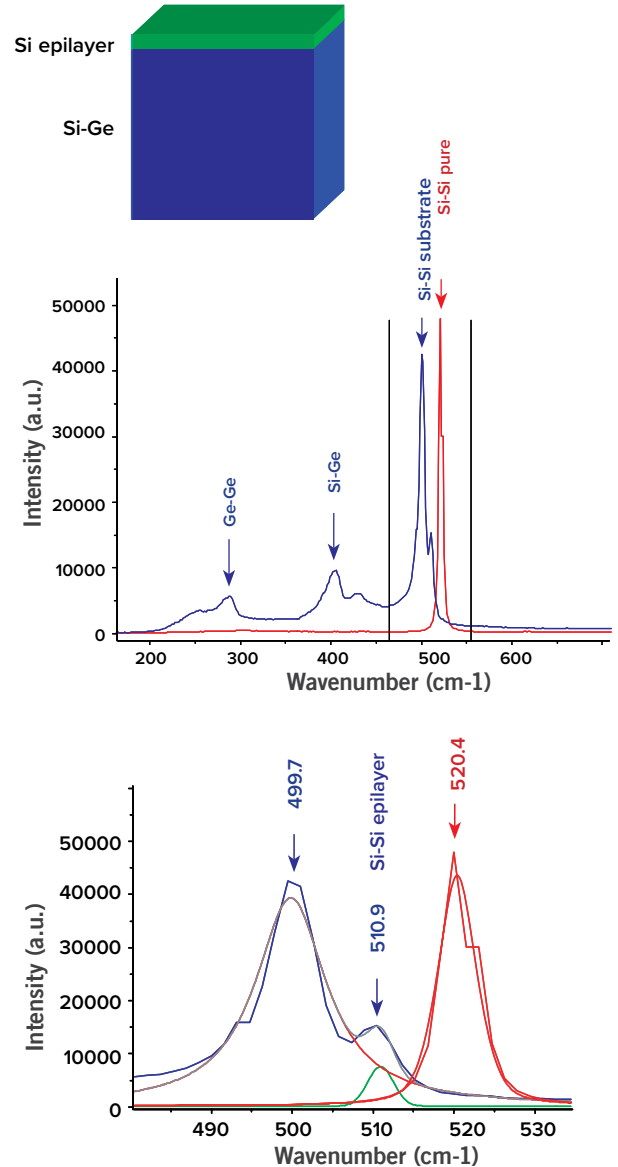 Si epilayer
Si-Ge
Si-Si substrate
Si-Si pure
Ge-Ge
Si-Ge
50000
40000
30000
20000
10000
0
Intensity (a.u.)
200 300 400 500 600
Wavenumber (cm-1)
499.7
510.9 Si-Si epilayer
520.4
50000
40000
30000
20000
10000
0
Intensity (a.u.)
490 500 510 520 530
Wavenumber (cm-1)